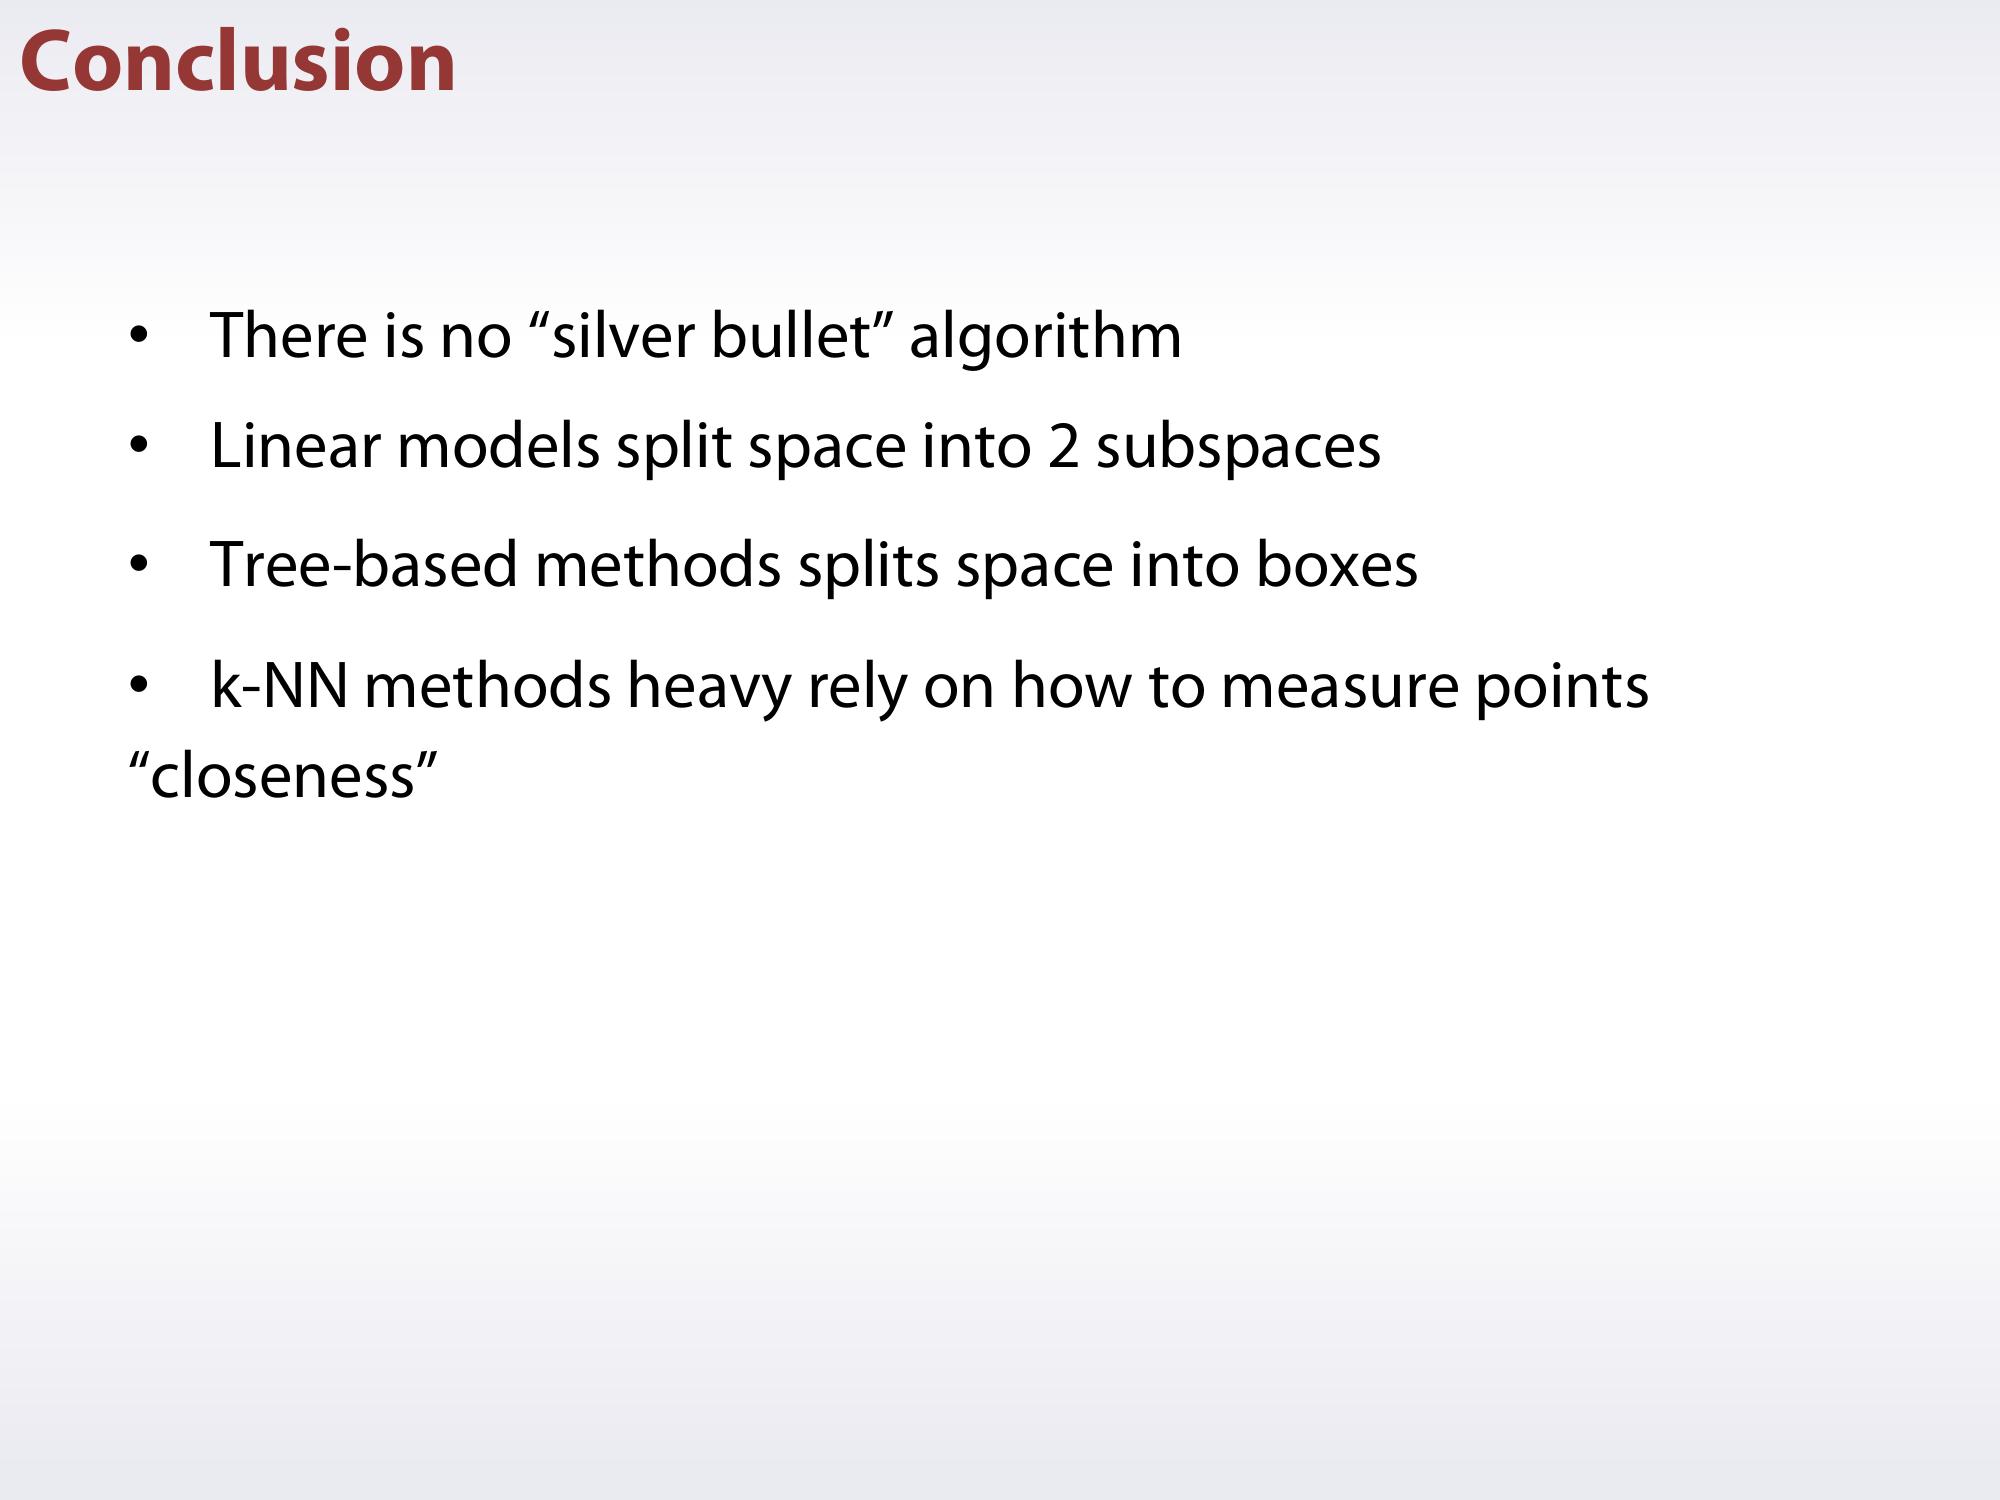 Conclusion
• There is no “silver bullet” algorithm
• Linear models split space into 2 subspaces
• Tree-based methods splits space into boxes
• k-NN methods heavy rely on how to measure points
“closeness”